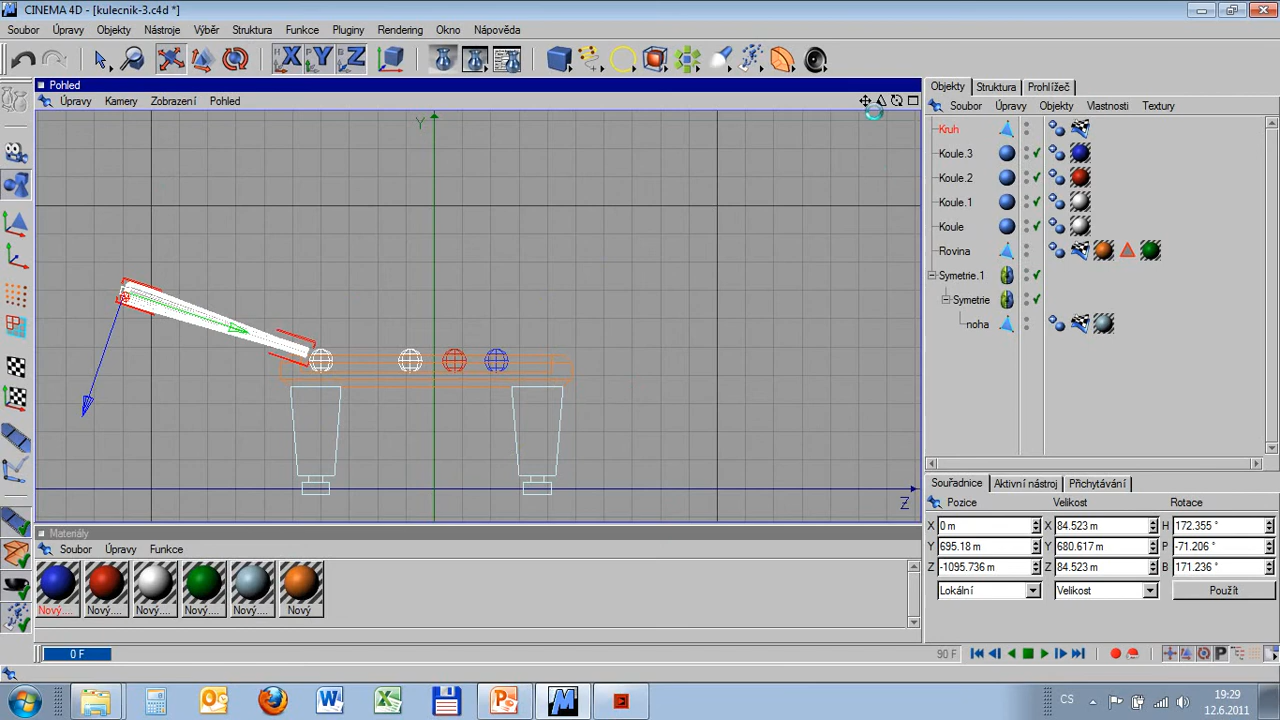 CINEMA 4D - [kulecnik-3.c4d *]
Soubor Úpravy Objekty Nástroje Výběr Struktura Funkce Pluginy Rendering Okno Nápověda
X Y Z
Pohled
Úpravy Kamery Zobrazení Pohled
Y
Z
Objekty Struktura Prohlížeč
Soubor Úpravy Objekty Vlastnosti Textury
Kruh
Koule.3
Koule.2
Koule.1
Koule
Rovina
Symetrie.1
Symetrie
noha
Souřadnice Aktivní nástroj Přichytávání
Pozice Velikost Rotace
X 0 m X 84.523 m H 172.355 °
Y 695.18 m Y 680.617 m P -71.206 °
Z -1095.736 m Z 84.523 m B 171.236 °
Lokální Velikost Použít
Materiály
Soubor Úpravy Funkce
Nový.... Nový.... Nový.... Nový.... Nový.... Nový
0 F 90 F
P
CS 19:29
12.6.2011